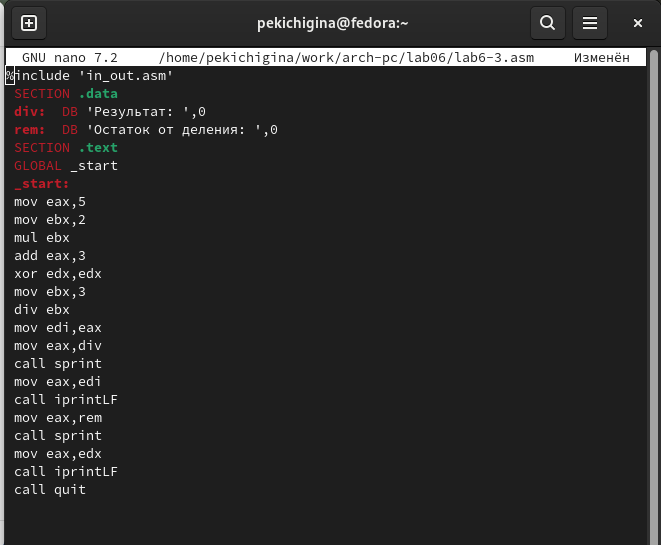 pekichigina@fedora:~
GNU nano 7.2 /home/pekichigina/work/arch-pc/lab06/lab6-3.asm Изменён
%include 'in_out.asm'
SECTION .data
div: DB 'Результат: ',0
rem: DB 'Остаток от деления: ',0
SECTION .text
GLOBAL _start
_start:
mov eax,5
mov ebx,2
mul ebx
add eax,3
xor edx,edx
mov ebx,3
div ebx
mov edi,eax
mov eax,div
call sprint
mov eax,edi
call iprintLF
mov eax,rem
call sprint
mov eax,edx
call iprintLF
call quit